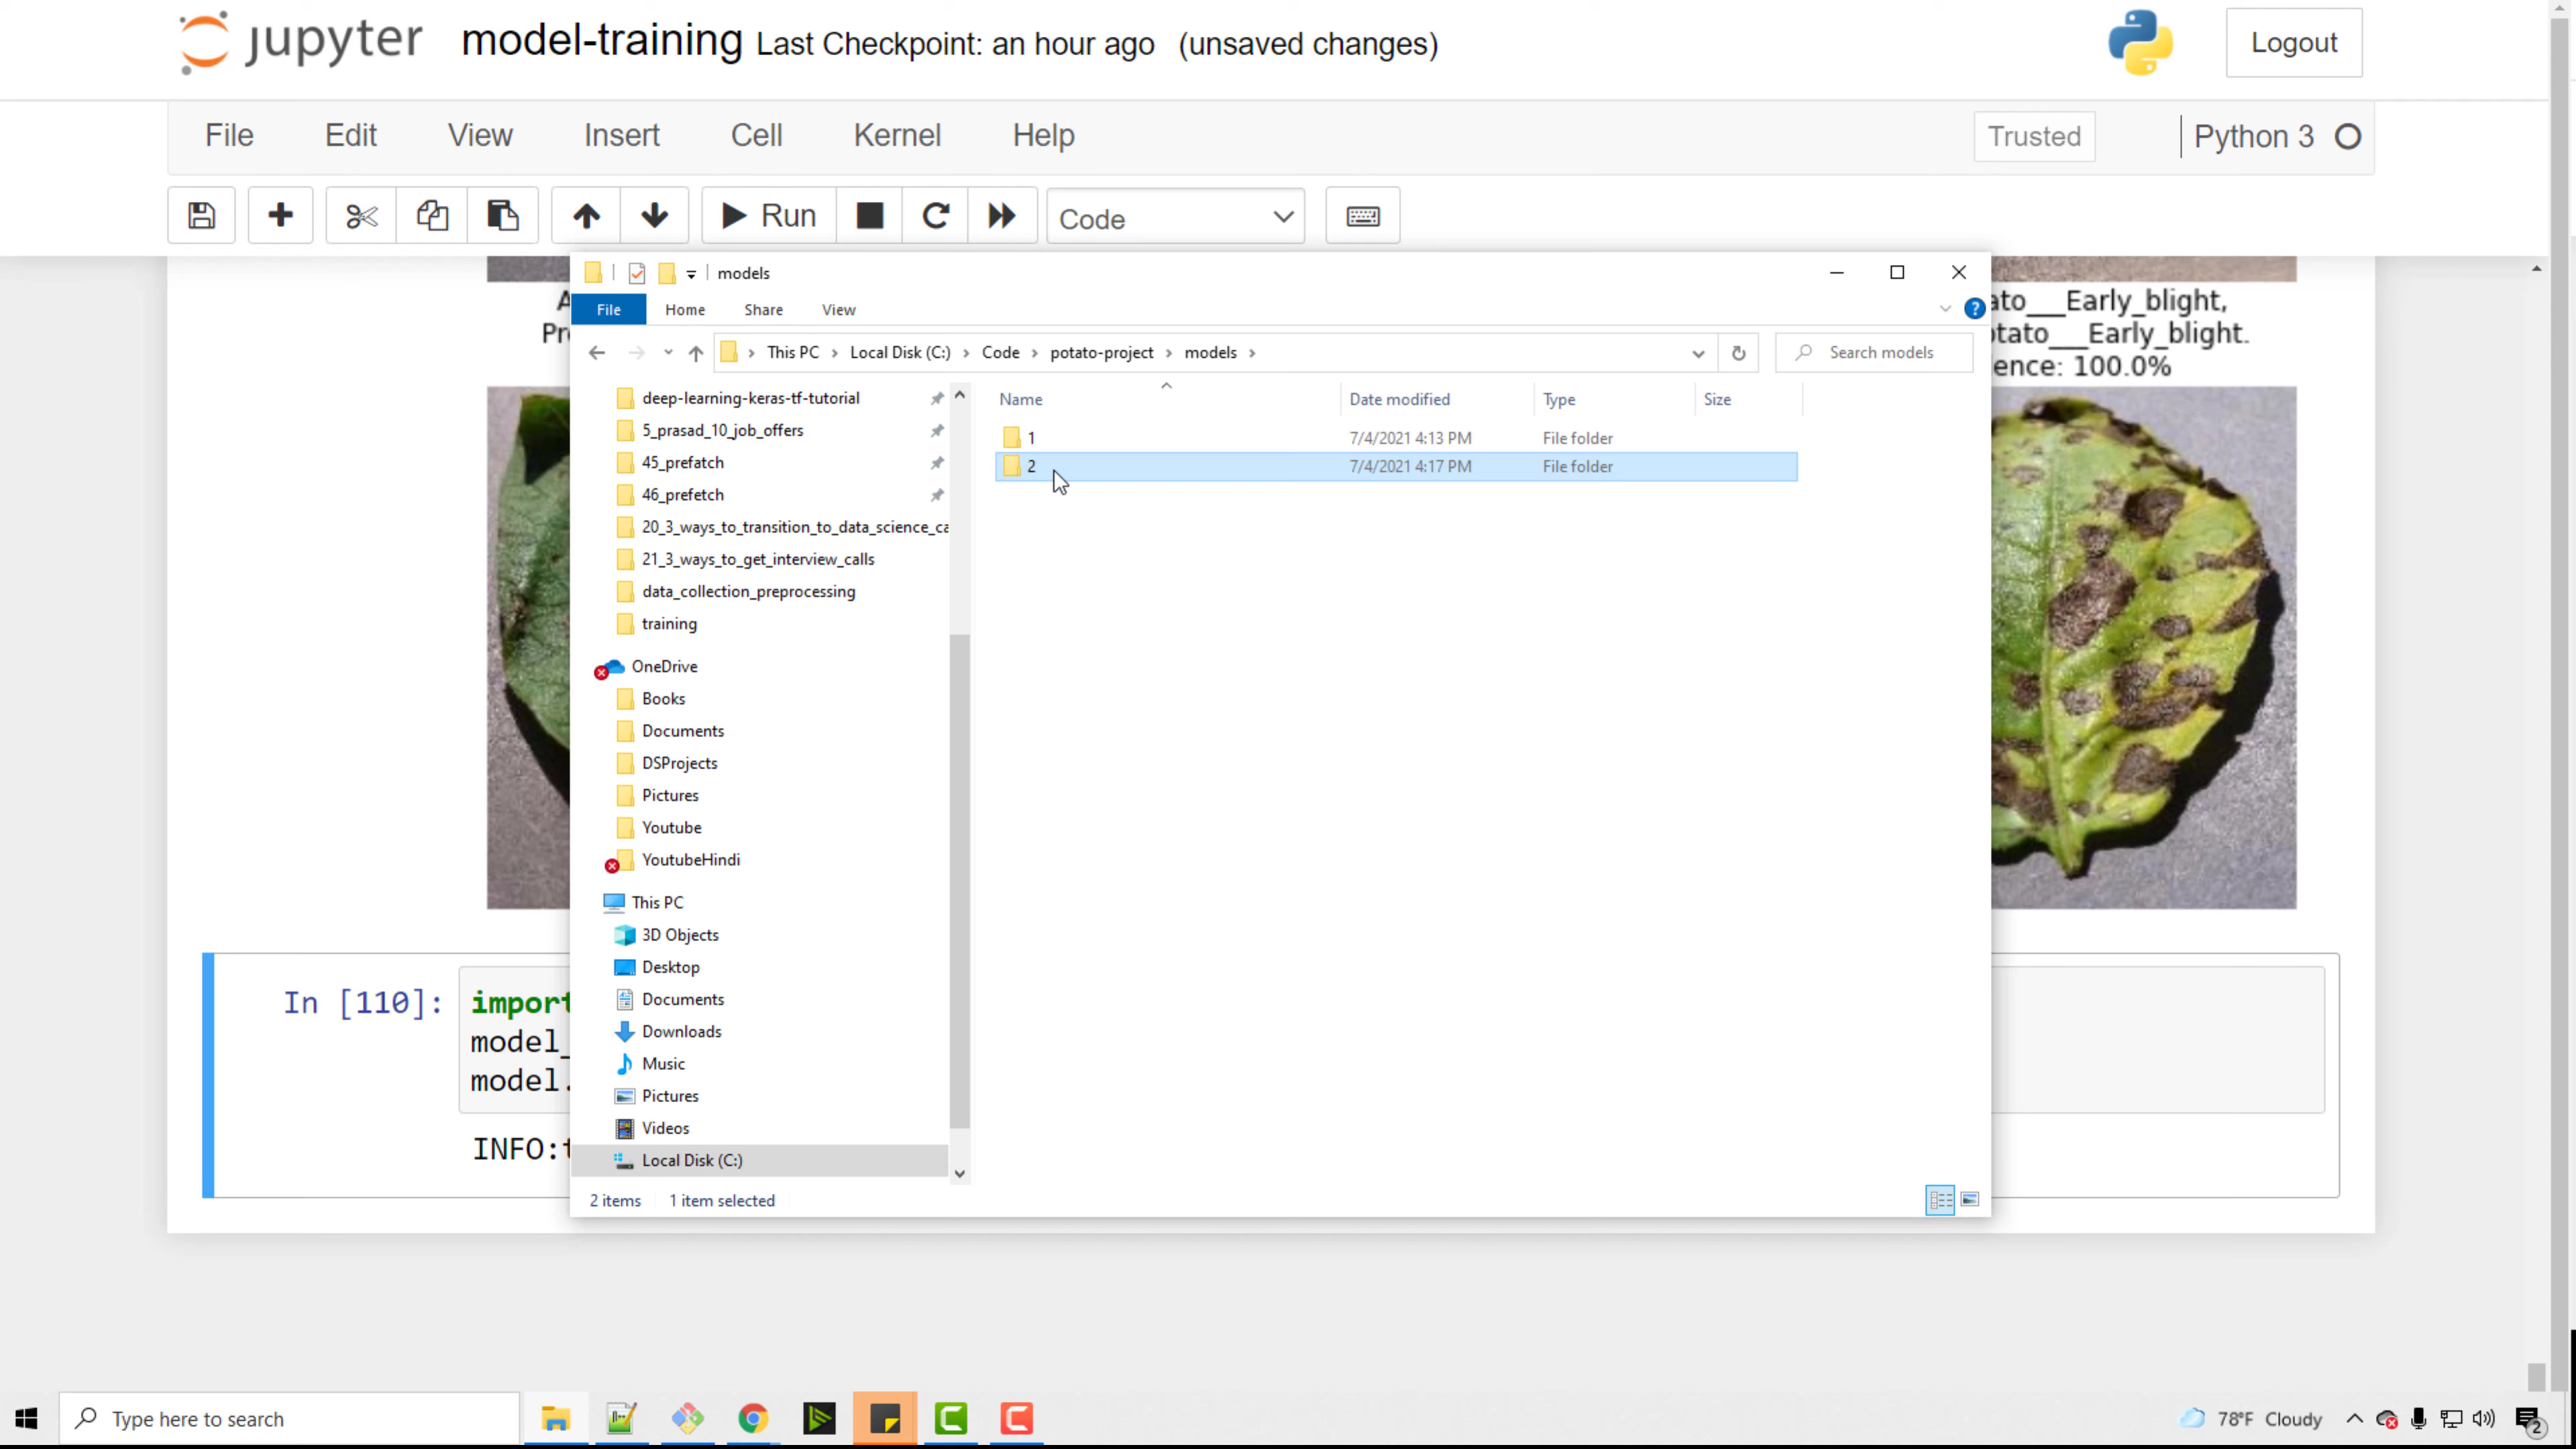 jupyter model-training Last Checkpoint: an hour ago (unsaved changes) Logout
File Edit View Insert Cell Kernel Help Trusted Python 3
Run Code
models
File Home Share View
This PC › Local Disk (C:) › Code › potato-project › models › Search models
Name Date modified Type Size
1 7/4/2021 4:13 PM File folder
2 7/4/2021 4:17 PM File folder
deep-learning-keras-tf-tutorial
5_prasad_10_job_offers
45_prefatch
46_prefetch
20_3_ways_to_transition_to_data_science_ca
21_3_ways_to_get_interview_calls
data_collection_preprocessing
training
OneDrive
Books
Documents
DSProjects
Pictures
Youtube
YoutubeHindi
This PC
3D Objects
Desktop
Documents
Downloads
Music
Pictures
Videos
Local Disk (C:)
2 items 1 item selected
ato___Early_blight,
tato___Early_blight.
ence: 100.0%
In [110]: import
model_
model.
INFO:t
Type here to search
78°F Cloudy
2